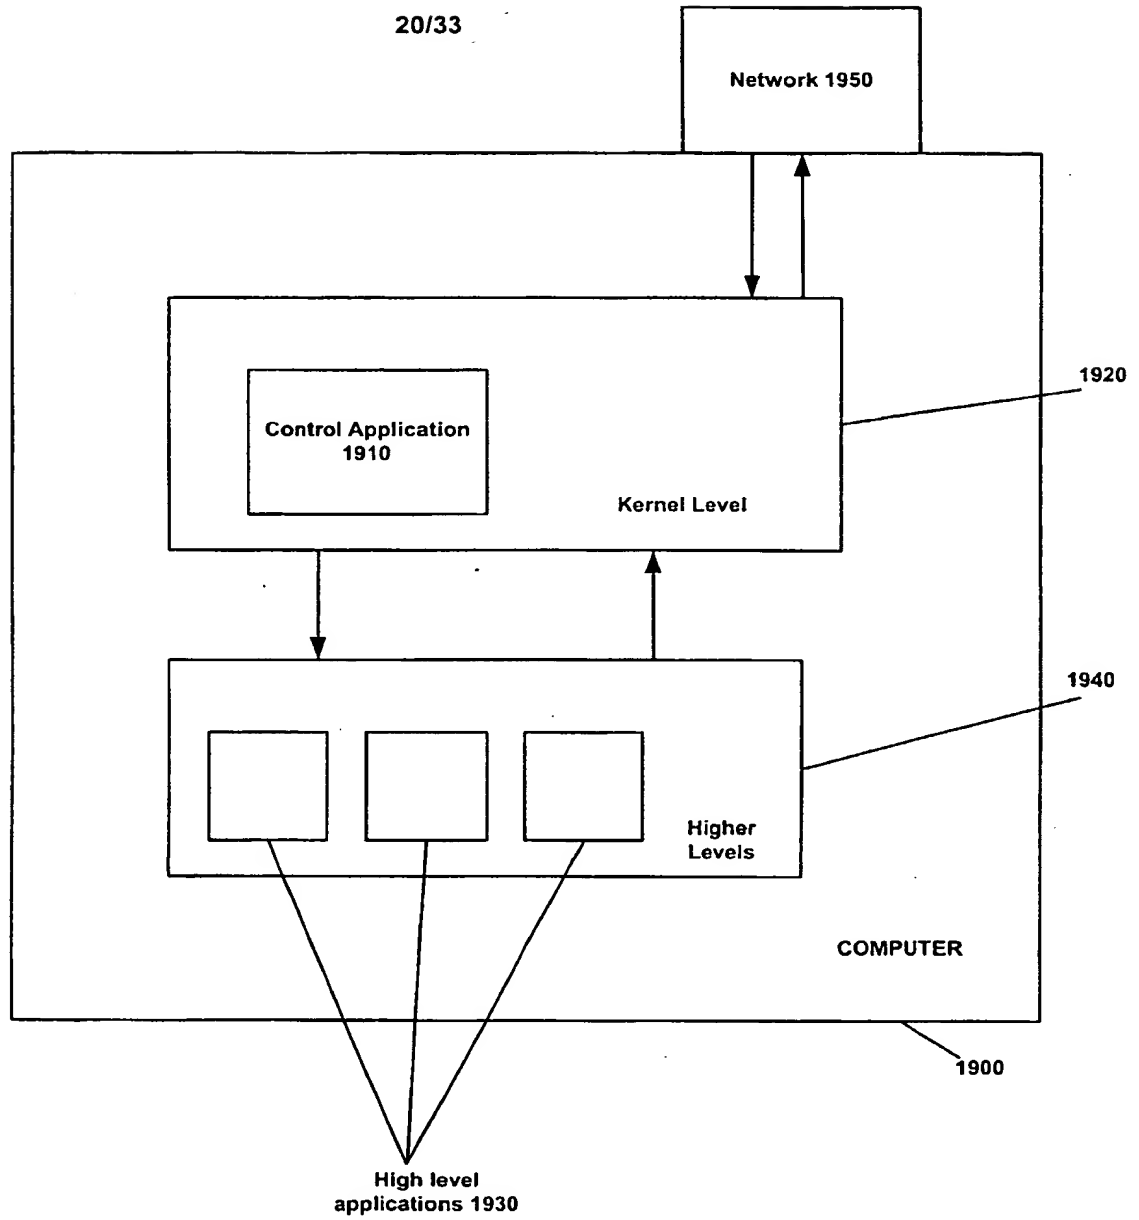 20/33
Network 1950
1920
Control Application
1910
Kernel Level
1940
Higher
Levels
COMPUTER
1900
High level
applications 1930